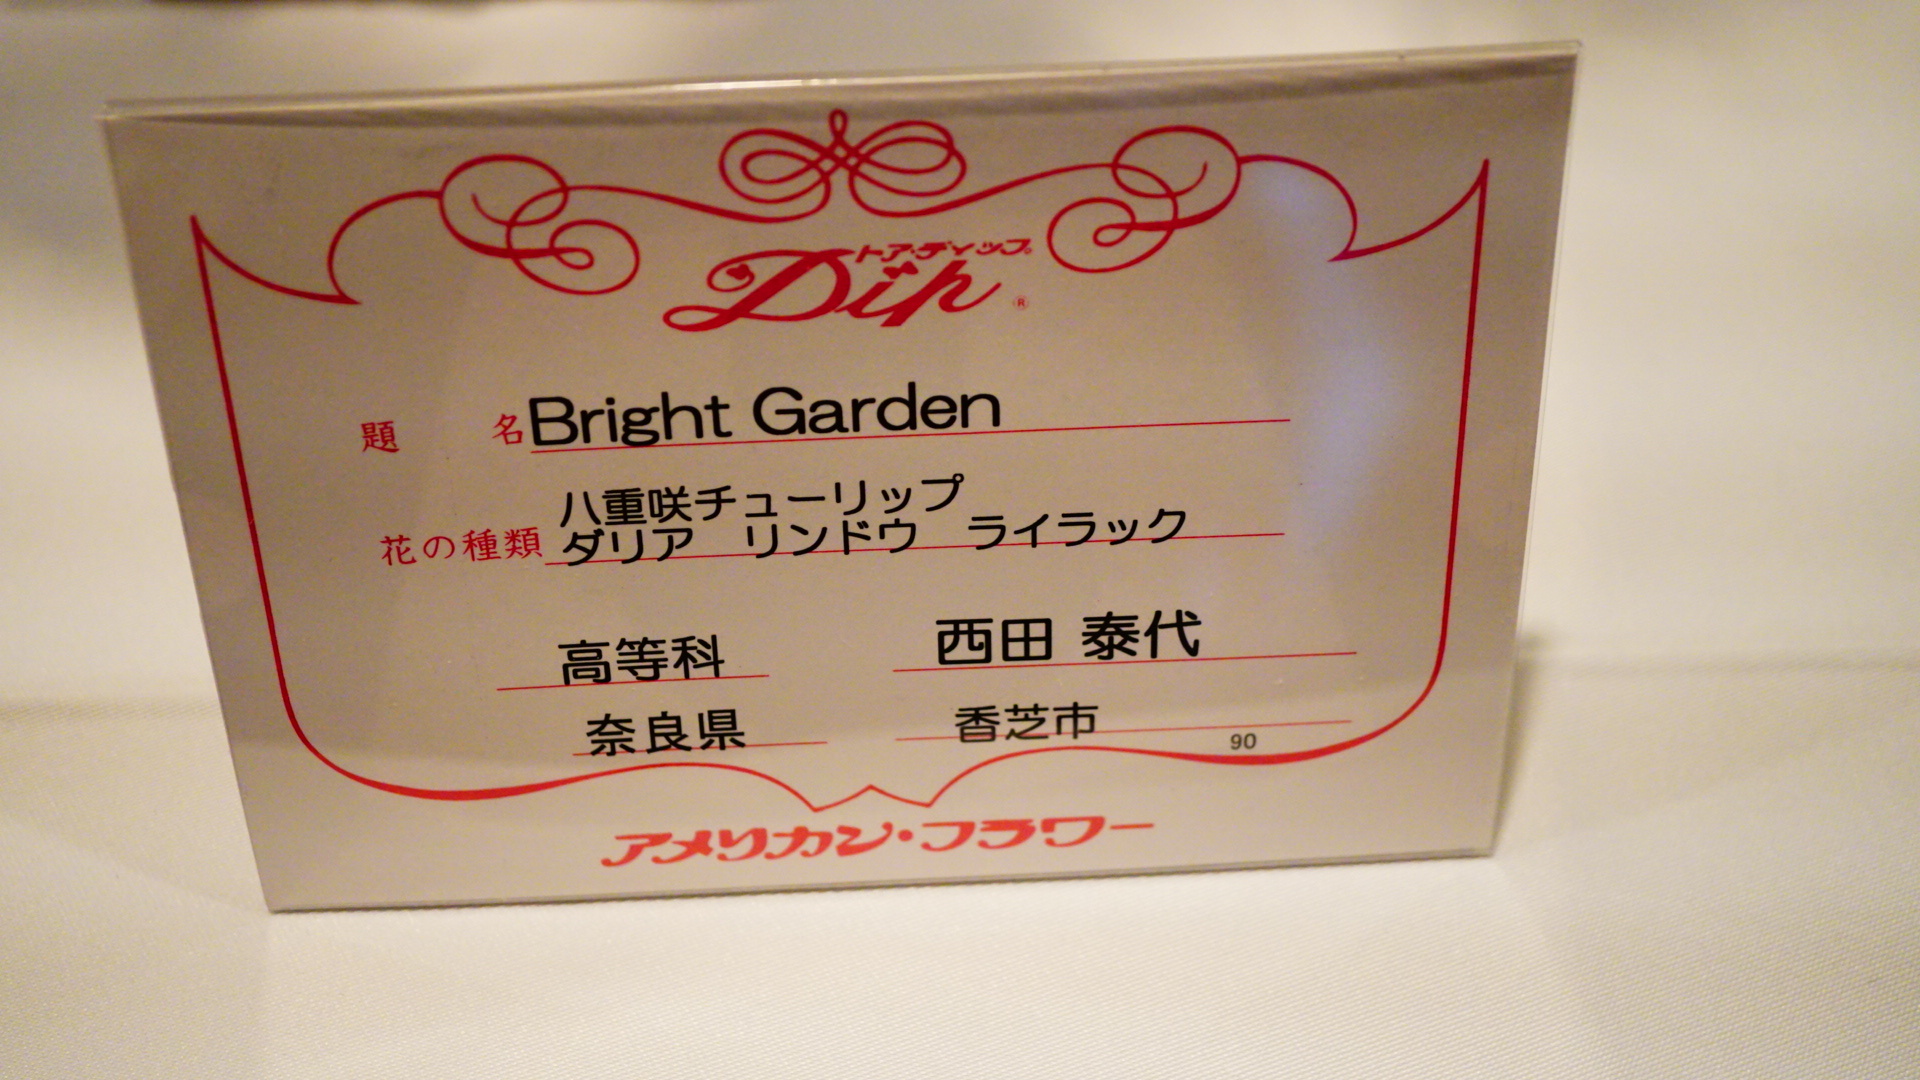 トア・ディップ
Dip ®
題 名 Bright Garden
八重咲チューリップ
花の種類 ダリア リンドウ ライラック
高等科 西田 泰代
奈良県 香芝市
90
アメリカン・フラワー